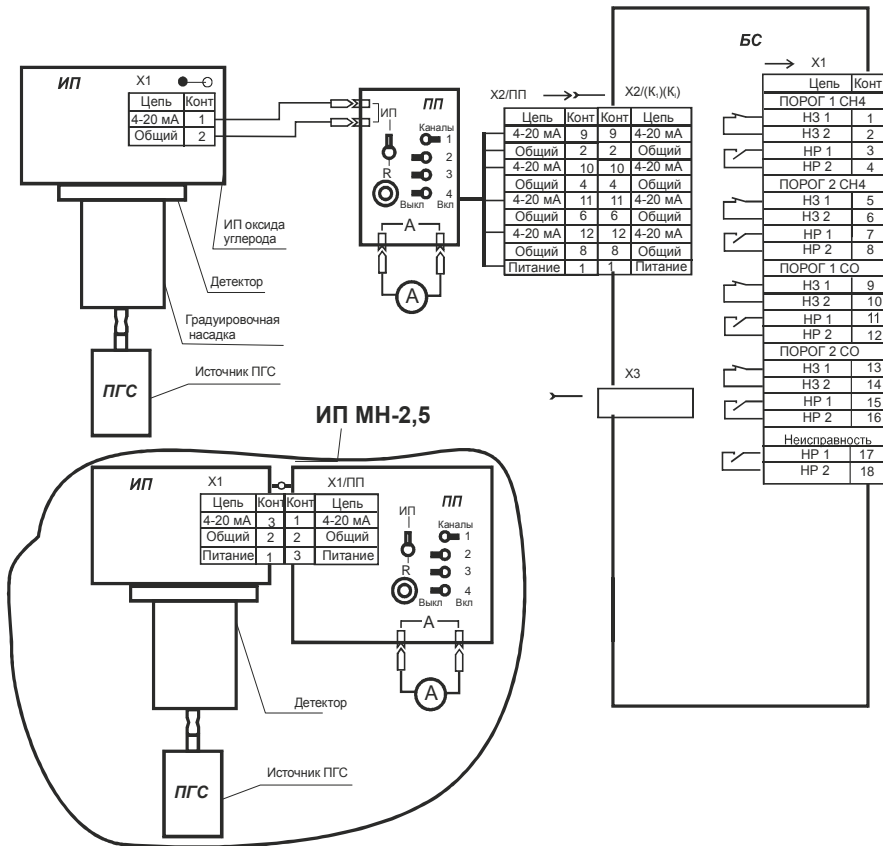 БС
X1
Цепь Конт
ПОРОГ 1 CH4
НЗ 1 1
НЗ 2 2
НР 1 3
НР 2 4
ПОРОГ 2 CH4
НЗ 1 5
НЗ 2 6
НР 1 7
НР 2 8
ПОРОГ 1 CO
НЗ 1 9
НЗ 2 10
НР 1 11
НР 2 12
ПОРОГ 2 CO
НЗ 1 13
НЗ 2 14
НР 1 15
НР 2 16
Неисправность
НР 1 17
НР 2 18
X3
ИП X1
Цепь Конт
4-20 мА 1
Общий 2
ПП
ИП
Каналы
1
2
3
R
4
Выкл Вкл
А
А
X2/ПП X2/(К₁)(Кᵢ)
Цепь Конт Конт Цепь
4-20 мА 9 9 4-20 мА
Общий 2 2 Общий
4-20 мА 10 10 4-20 мА
Общий 4 4 Общий
4-20 мА 11 11 4-20 мА
Общий 6 6 Общий
4-20 мА 12 12 4-20 мА
Общий 8 8 Общий
Питание 1 1 Питание
ИП оксида
углерода
Детектор
Градуировочная
насадка
Источник ПГС
ПГС
ИП МН-2,5
ИП X1 X1/ПП ПП
Цепь Конт Конт Цепь
4-20 мА 3 1 4-20 мА
Общий 2 2 Общий
Питание 1 3 Питание
ИП
Каналы
1
2
3
R
4
Выкл Вкл
А
А
Детектор
Источник ПГС
ПГС